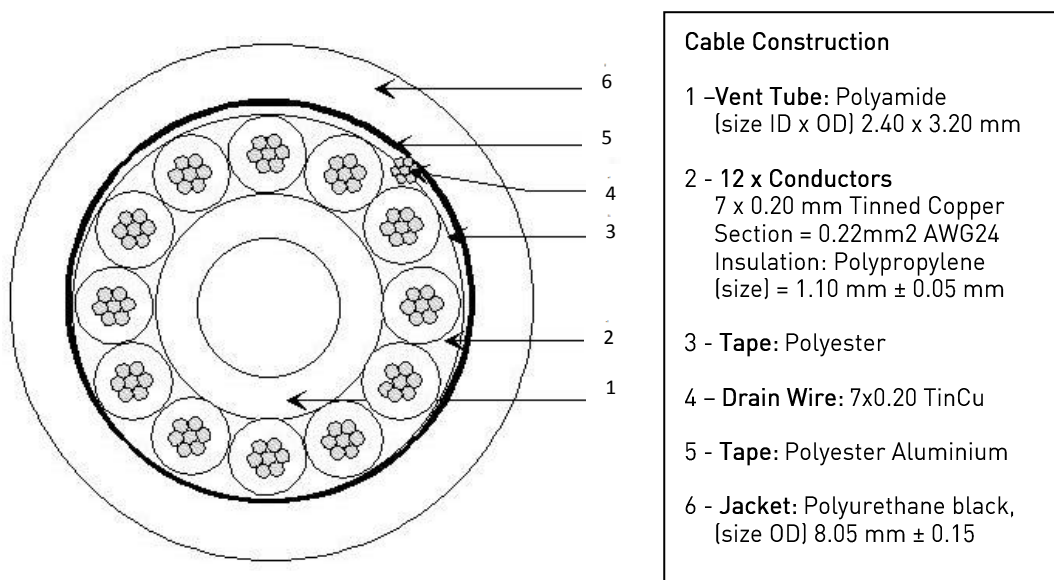 6
5
4
3
2
1
Cable Construction
1 –Vent Tube: Polyamide
(size ID x OD) 2.40 x 3.20 mm
2 - 12 x Conductors
7 x 0.20 mm Tinned Copper
Section = 0.22mm2 AWG24
Insulation: Polypropylene
(size) = 1.10 mm ± 0.05 mm
3 - Tape: Polyester
4 – Drain Wire: 7x0.20 TinCu
5 - Tape: Polyester Aluminium
6 - Jacket: Polyurethane black,
(size OD) 8.05 mm ± 0.15